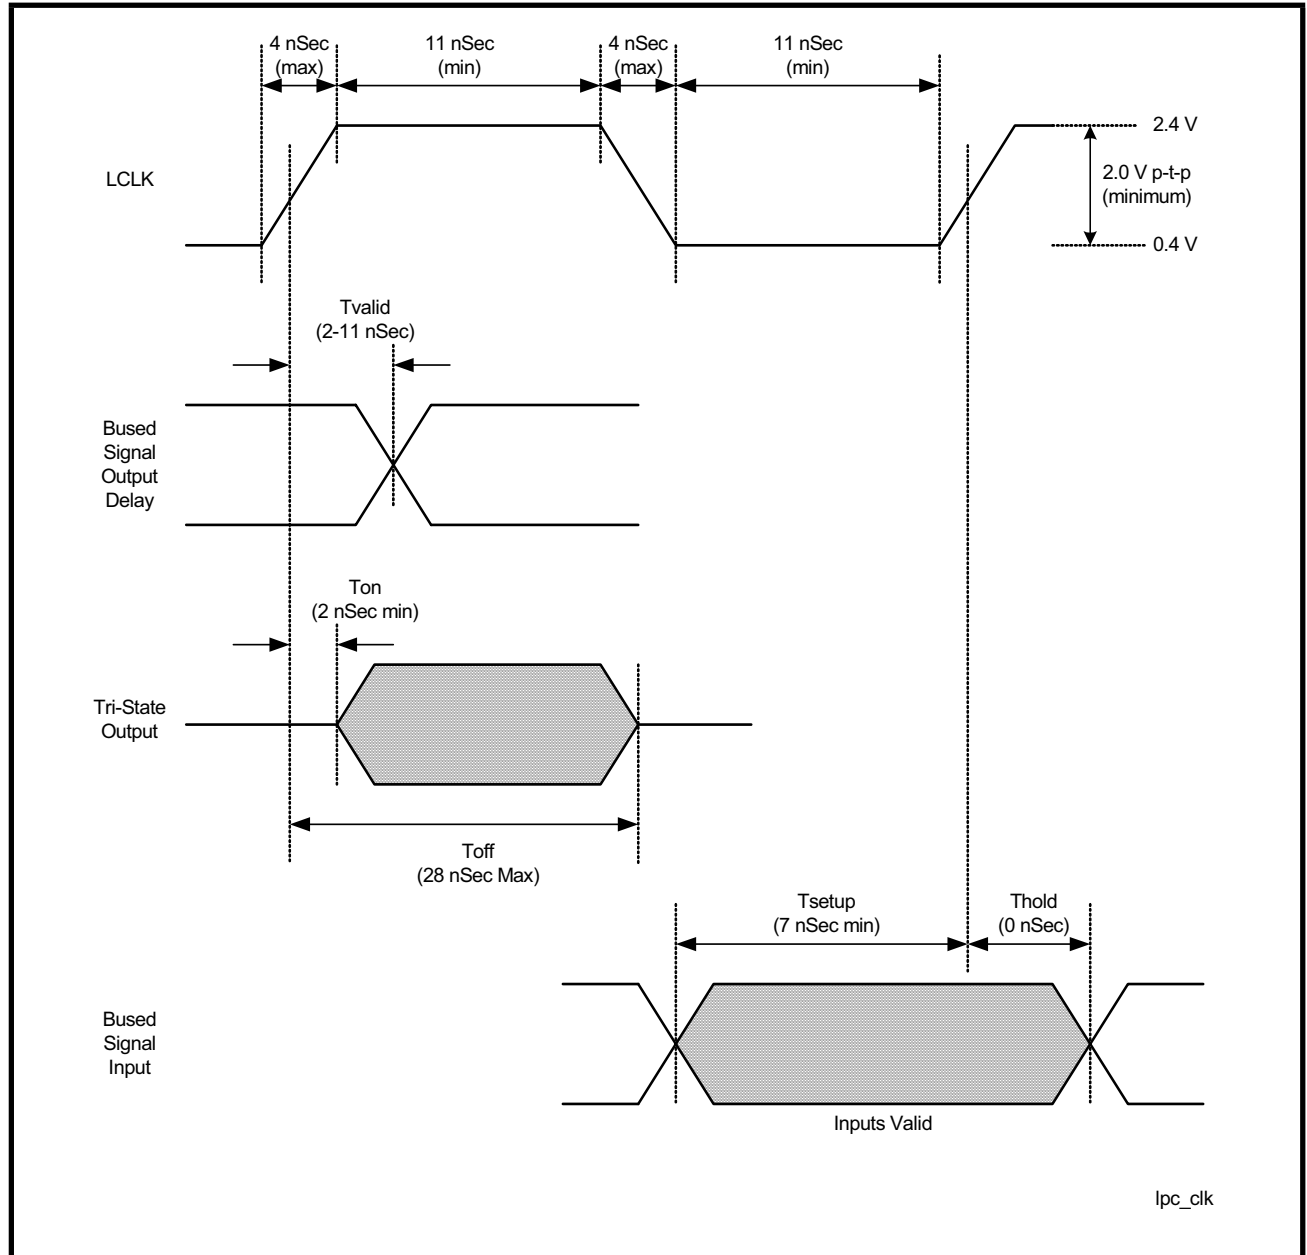 4 nSec
(max)
11 nSec
(min)
4 nSec
(max)
11 nSec
(min)
LCLK
2.4 V
2.0 V p-t-p
(minimum)
0.4 V
Tvalid
(2-11 nSec)
Bused
Signal
Output
Delay
Ton
(2 nSec min)
Tri-State
Output
Toff
(28 nSec Max)
Tsetup
(7 nSec min)
Thold
(0 nSec)
Bused
Signal
Input
Inputs Valid
lpc_clk